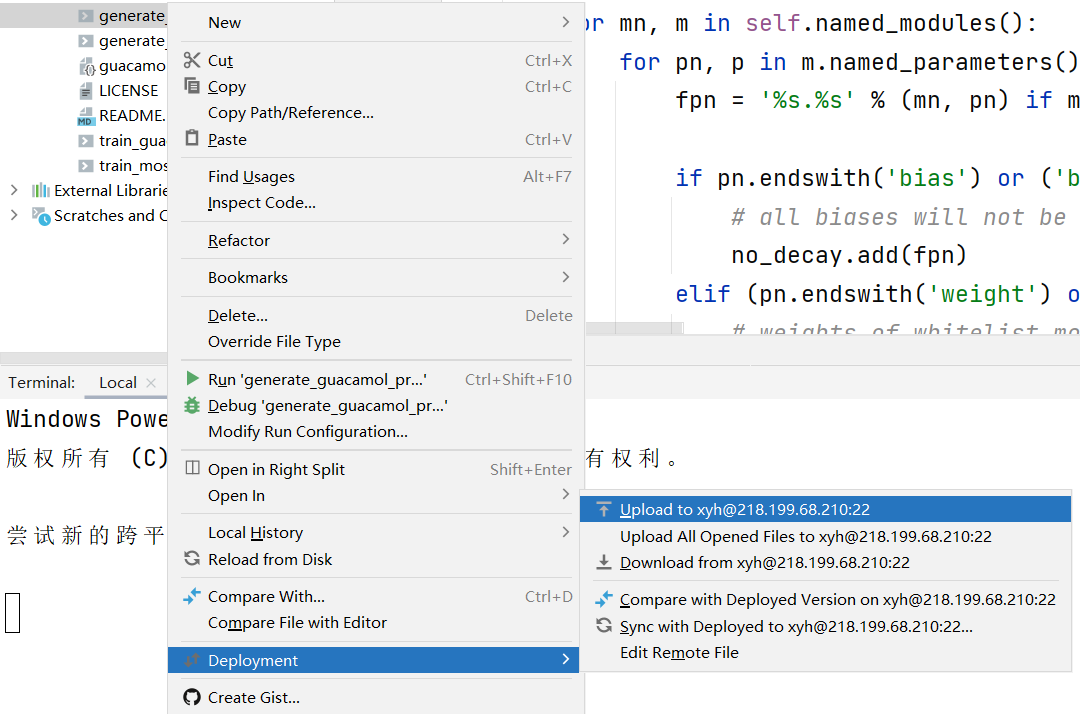 generate_
generate_
guacamo
LICENSE
README.
train_gua
train_mos
External Librarie
Scratches and C
New
Cut Ctrl+X
Copy Ctrl+C
Copy Path/Reference...
Paste Ctrl+V
Find Usages Alt+F7
Inspect Code...
Refactor
Bookmarks
Delete... Delete
Override File Type
Run 'generate_guacamol_pr...' Ctrl+Shift+F10
Debug 'generate_guacamol_pr...'
Modify Run Configuration...
Open in Right Split Shift+Enter
Open In
Local History
Reload from Disk
Compare With... Ctrl+D
Compare File with Editor
Deployment
Create Gist...
Upload to xyh@218.199.68.210:22
Upload All Opened Files to xyh@218.199.68.210:22
Download from xyh@218.199.68.210:22
Compare with Deployed Version on xyh@218.199.68.210:22
Sync with Deployed to xyh@218.199.68.210:22...
Edit Remote File
or mn, m in self.named_modules():
for pn, p in m.named_parameters()
fpn = '%s.%s' % (mn, pn) if m
if pn.endswith('bias') or ('b
# all biases will not be
no_decay.add(fpn)
elif (pn.endswith('weight') o
# weights of whitelist mo
Terminal: Local
Windows Powe
版权所有 (C) 有权利。
尝试新的跨平